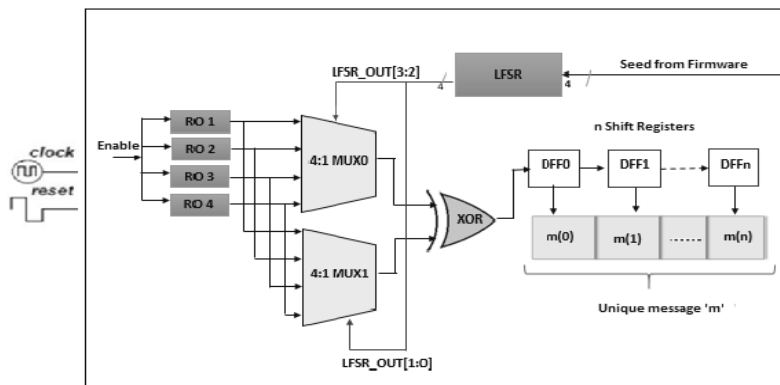 LFSR_OUT[3:2]
4
LFSR
4
Seed from Firmware
Enable
RO 1
RO 2
RO 3
RO 4
4:1 MUX0
4:1 MUX1
LFSR_OUT[1:0]
XOR
n Shift Registers
DFF0
DFF1
DFFn
m(0)
m(1)
......
m(n)
Unique message 'm'
clock
reset